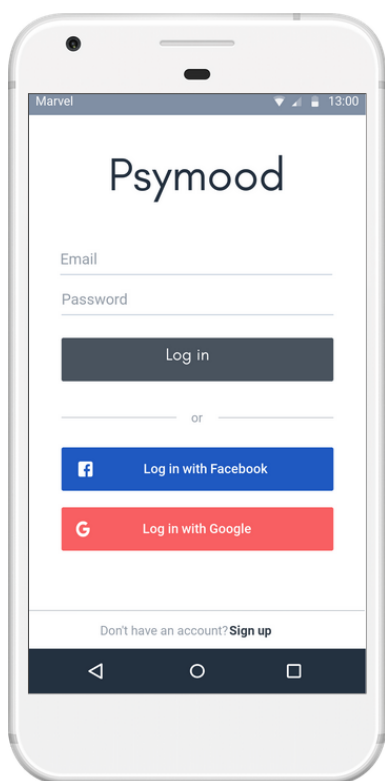 Marvel 13:00
Psymood
Email
Password
Log in
or
Log in with Facebook
G Log in with Google
Don't have an account? Sign up